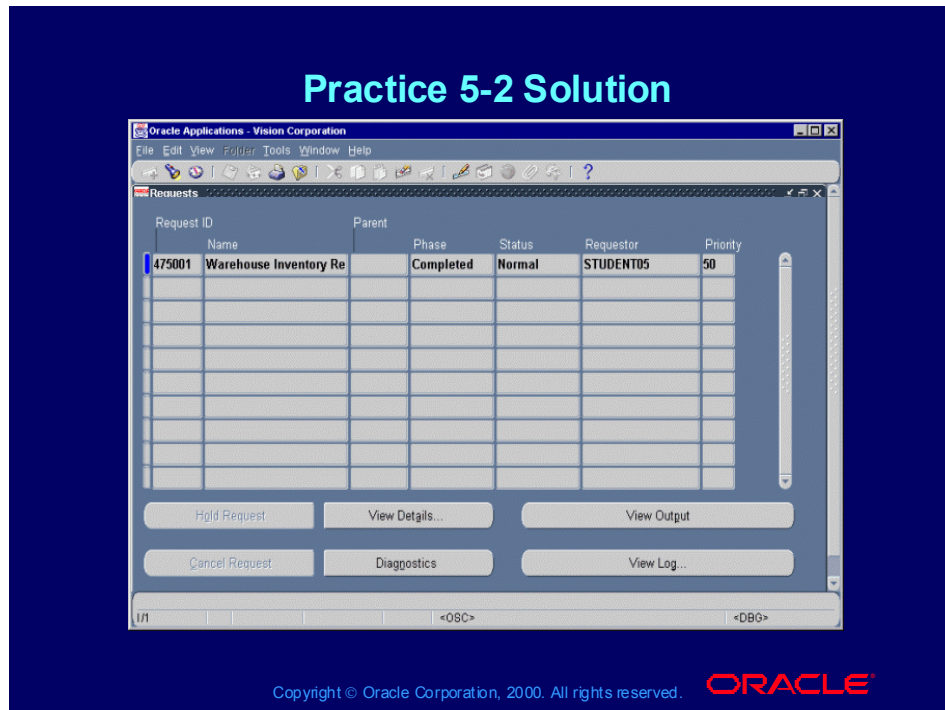 Practice 5-2 Solution
Oracle Applications - Vision Corporation
File Edit View Folder Tools Window Help
?
Requests
Request ID Parent
Name Phase Status Requestor Priority
475001 Warehouse Inventory Re Completed Normal STUDENT05 50
Hold Request View Details... View Output
Cancel Request Diagnostics View Log...
1/1 <OSC> <DBG>
Copyright © Oracle Corporation, 2000. All rights reserved. ORACLE®